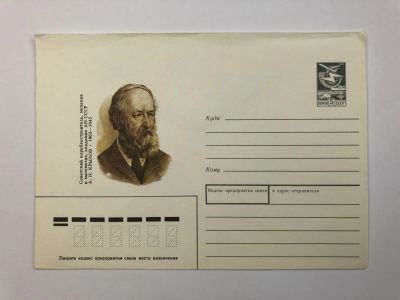 Советский кораблестроитель, механик
и математик, академик АН СССР
А. Н. КРЫЛОВ · 1863—1945
ПОЧТА СССР
5
Куда
Кому
Индекс предприятия связи и адрес отправителя
Пишите индекс предприятия связи места назначения